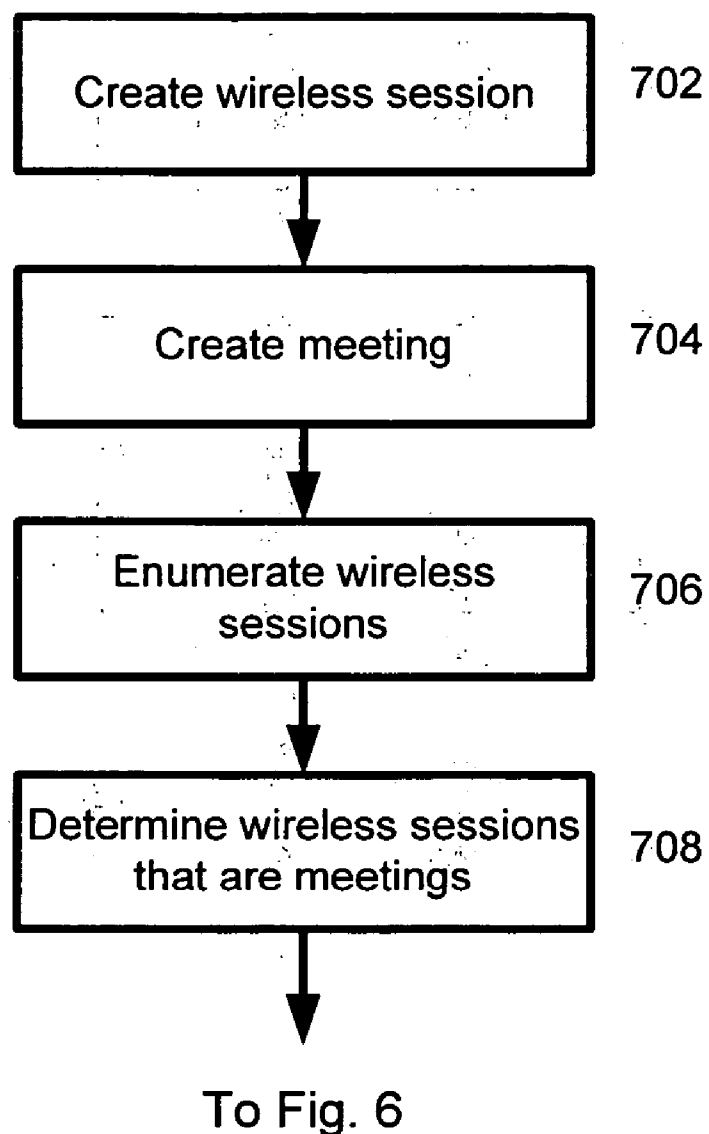 Create wireless session
702
Create meeting
704
Enumerate wireless
sessions
706
Determine wireless sessions
that are meetings
708
To Fig. 6